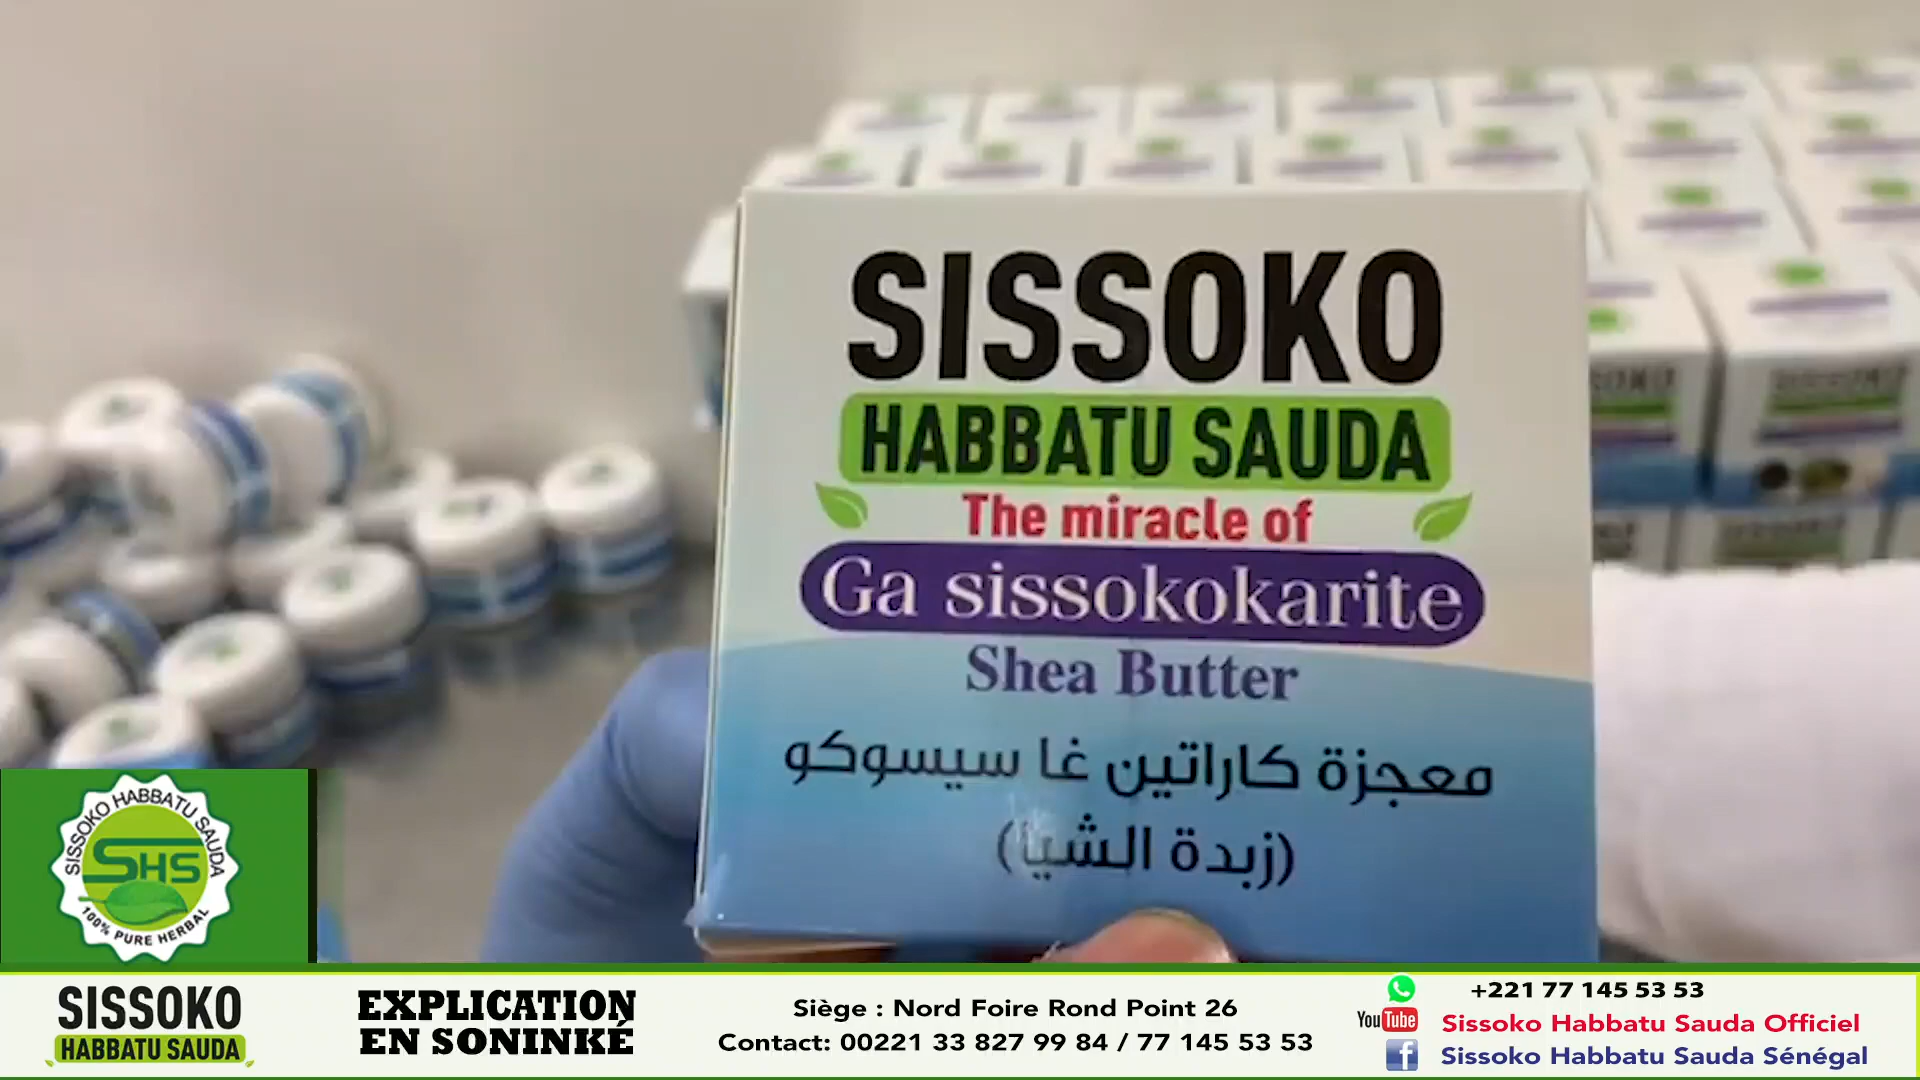 SISSOKO
HABBATU SAUDA
The miracle of
Ga sissokokarite
Shea Butter
معجزة كاراتين غا سيسوكو
(زبدة الشيا)
SISSOKO HABBATU SAUDA
SHS
100% PURE HERBAL
SISSOKO
HABBATU SAUDA
EXPLICATION
EN SONINKÉ
Siège : Nord Foire Rond Point 26
Contact: 00221 33 827 99 84 / 77 145 53 53
+221 77 145 53 53
YouTube Sissoko Habbatu Sauda Officiel
f Sissoko Habbatu Sauda Sénégal